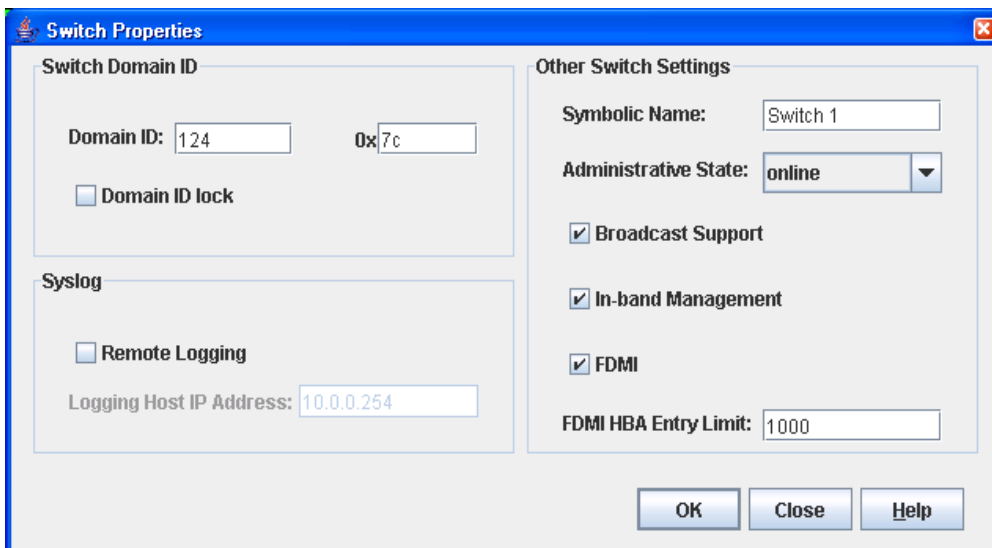 Switch Properties
Switch Domain ID
Domain ID: 124 0x 7c
Domain ID lock
Syslog
Remote Logging
Logging Host IP Address: 10.0.0.254
Other Switch Settings
Symbolic Name: Switch 1
Administrative State: online
Broadcast Support
In-band Management
FDMI
FDMI HBA Entry Limit: 1000
OK Close Help